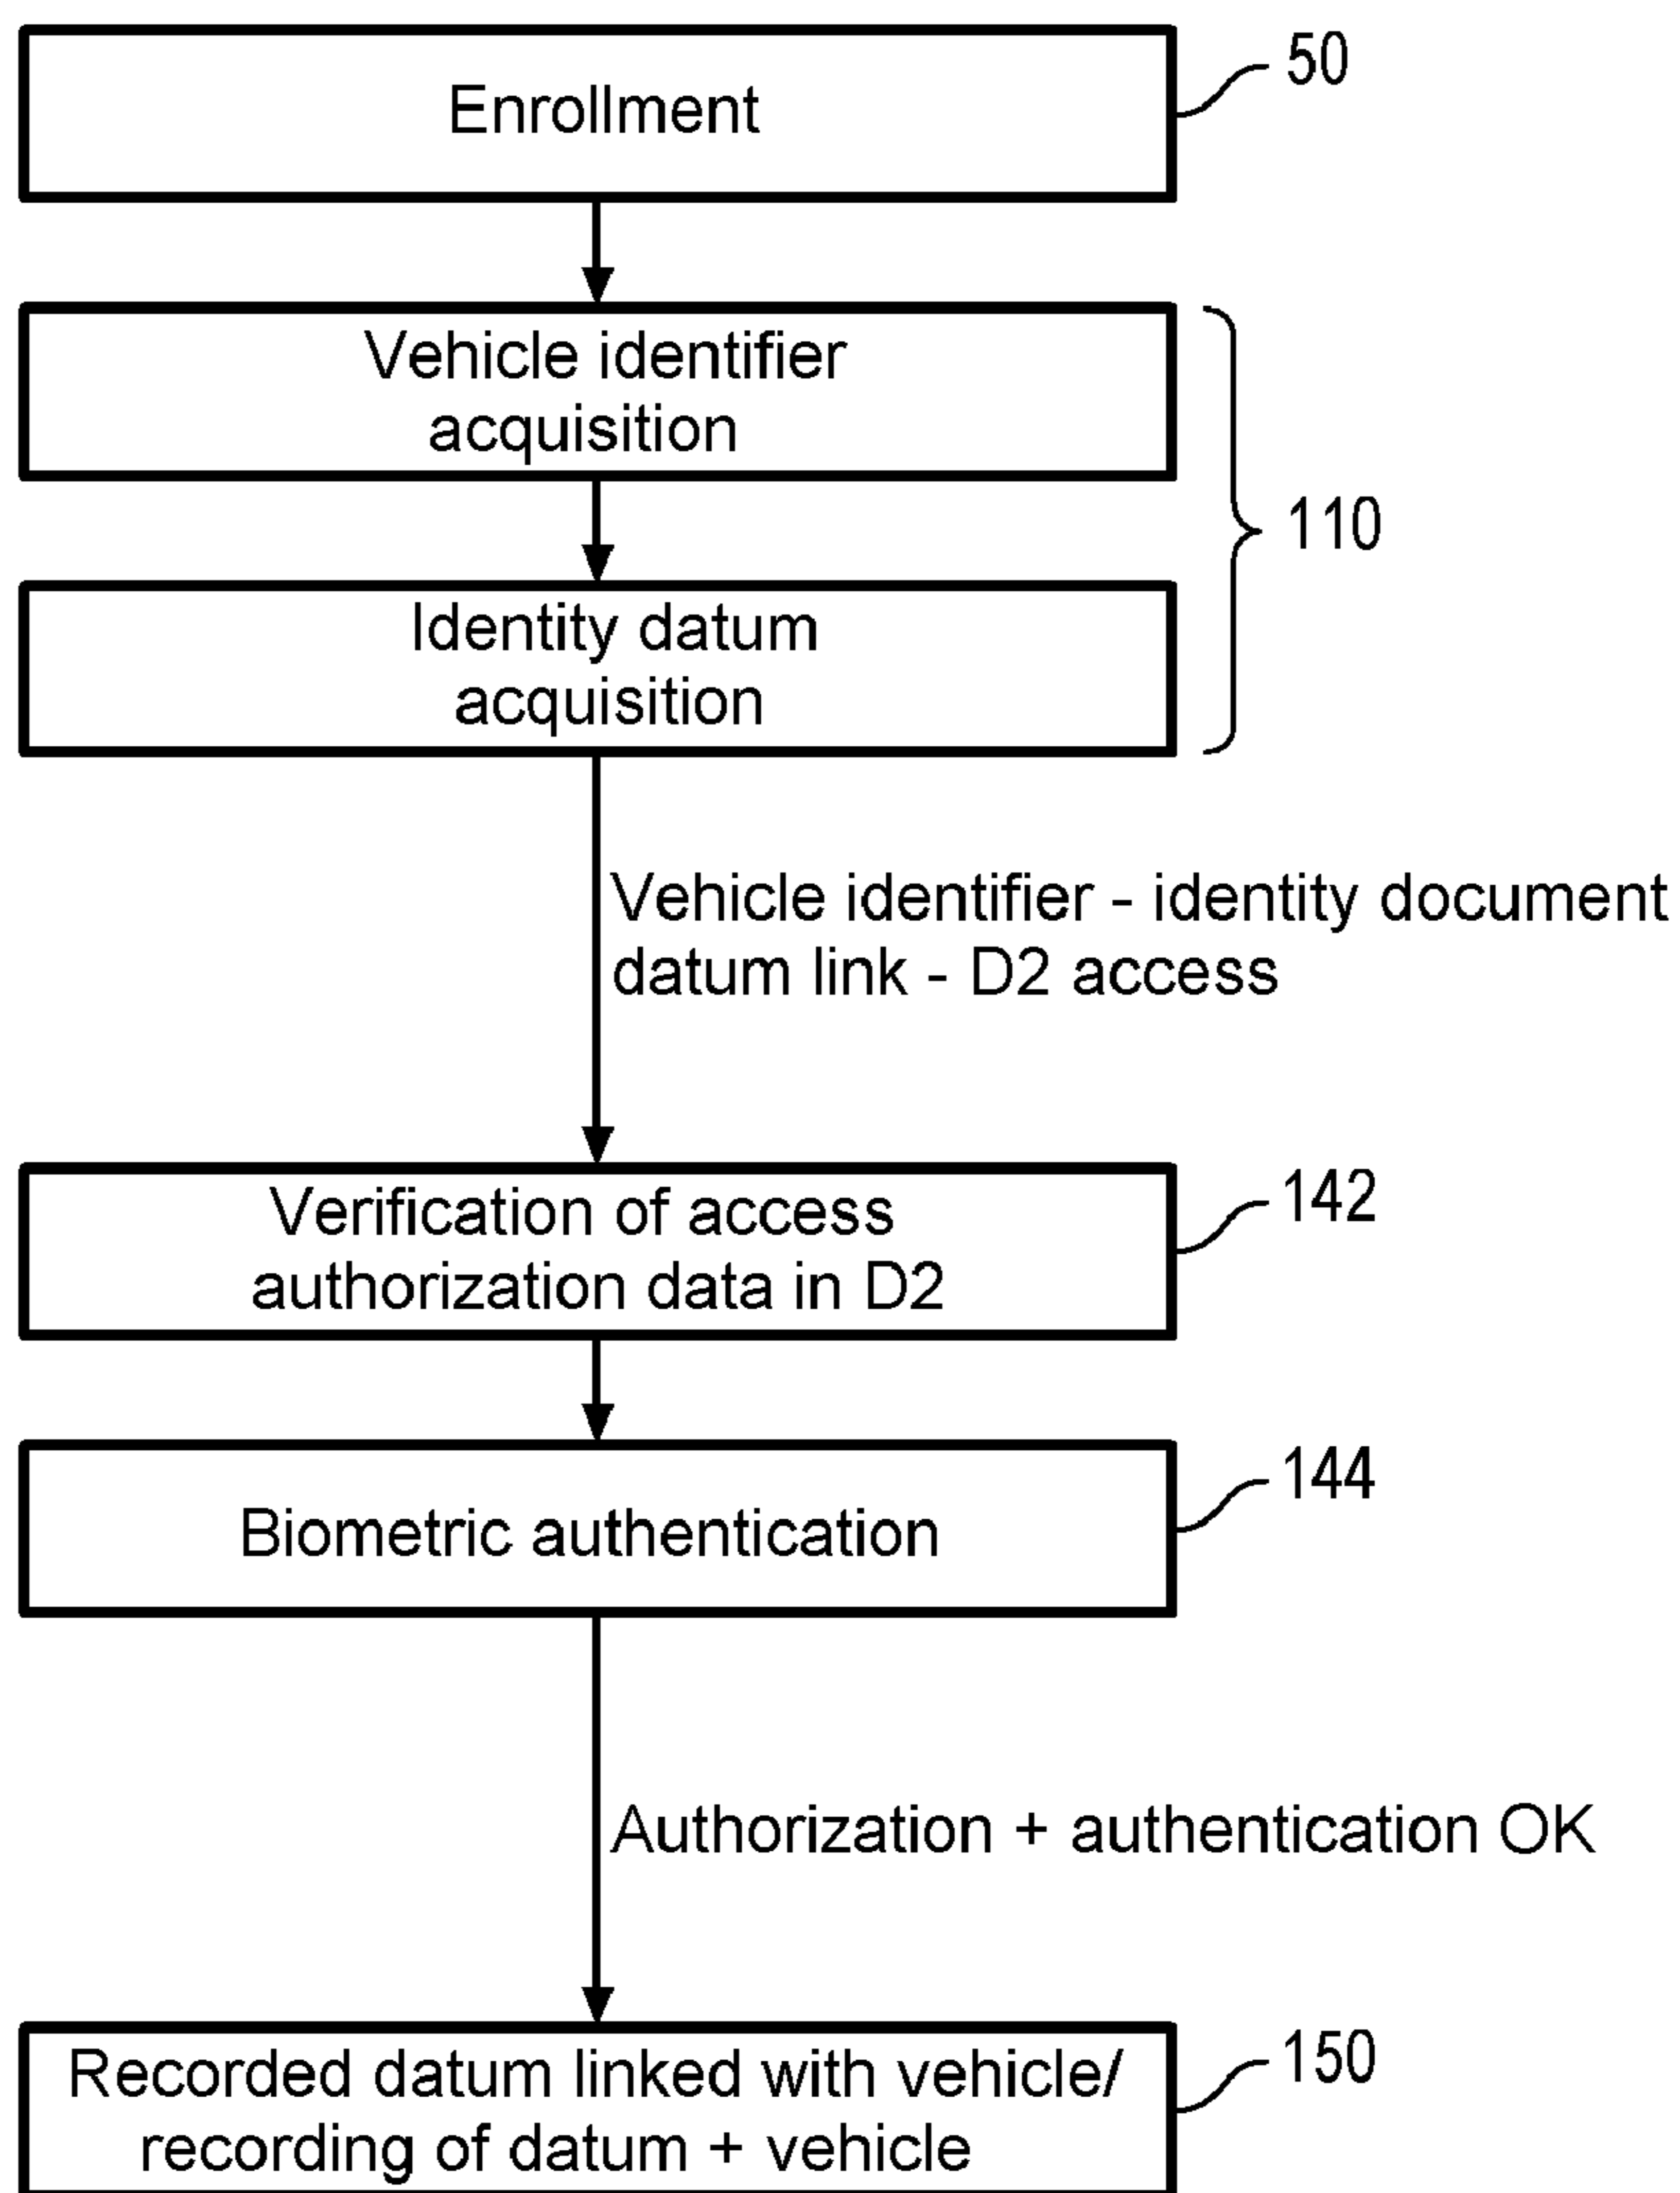 Enrollment
50
Vehicle identifier
acquisition
110
Identity datum
acquisition
Vehicle identifier - identity document
datum link - D2 access
Verification of access
authorization data in D2
142
Biometric authentication
144
Authorization + authentication OK
Recorded datum linked with vehicle/
recording of datum + vehicle
150